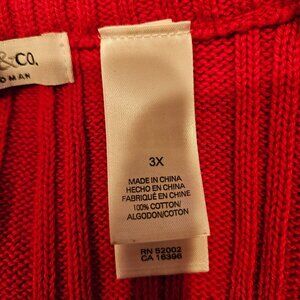 & CO.
OMAN
3X
MADE IN CHINA
HECHO EN CHINA
FABRIQUÉ EN CHINE
100% COTTON/
ALGODON/COTON
RN 52002
CA 16396